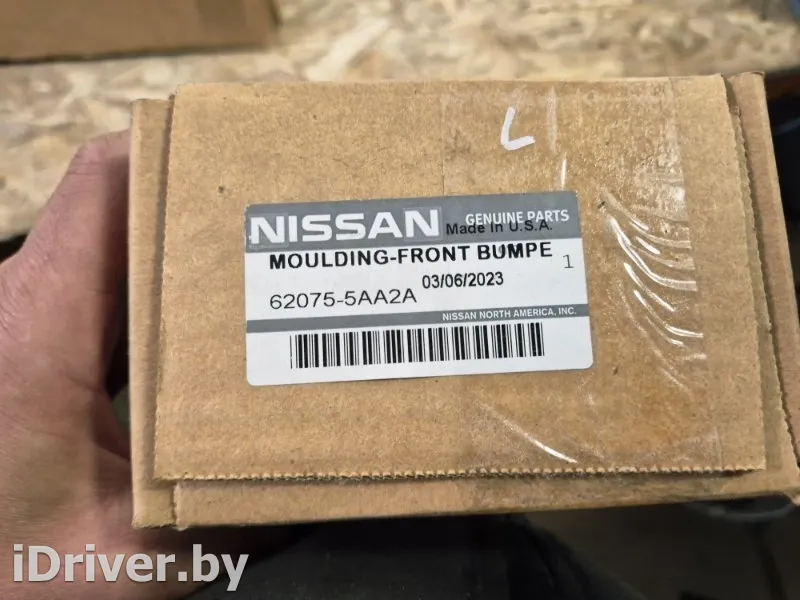 L
NISSAN GENUINE PARTS
Made In U.S.A.
MOULDING-FRONT BUMPE 1
03/06/2023
62075-5AA2A
NISSAN NORTH AMERICA, INC.
iDriver.by